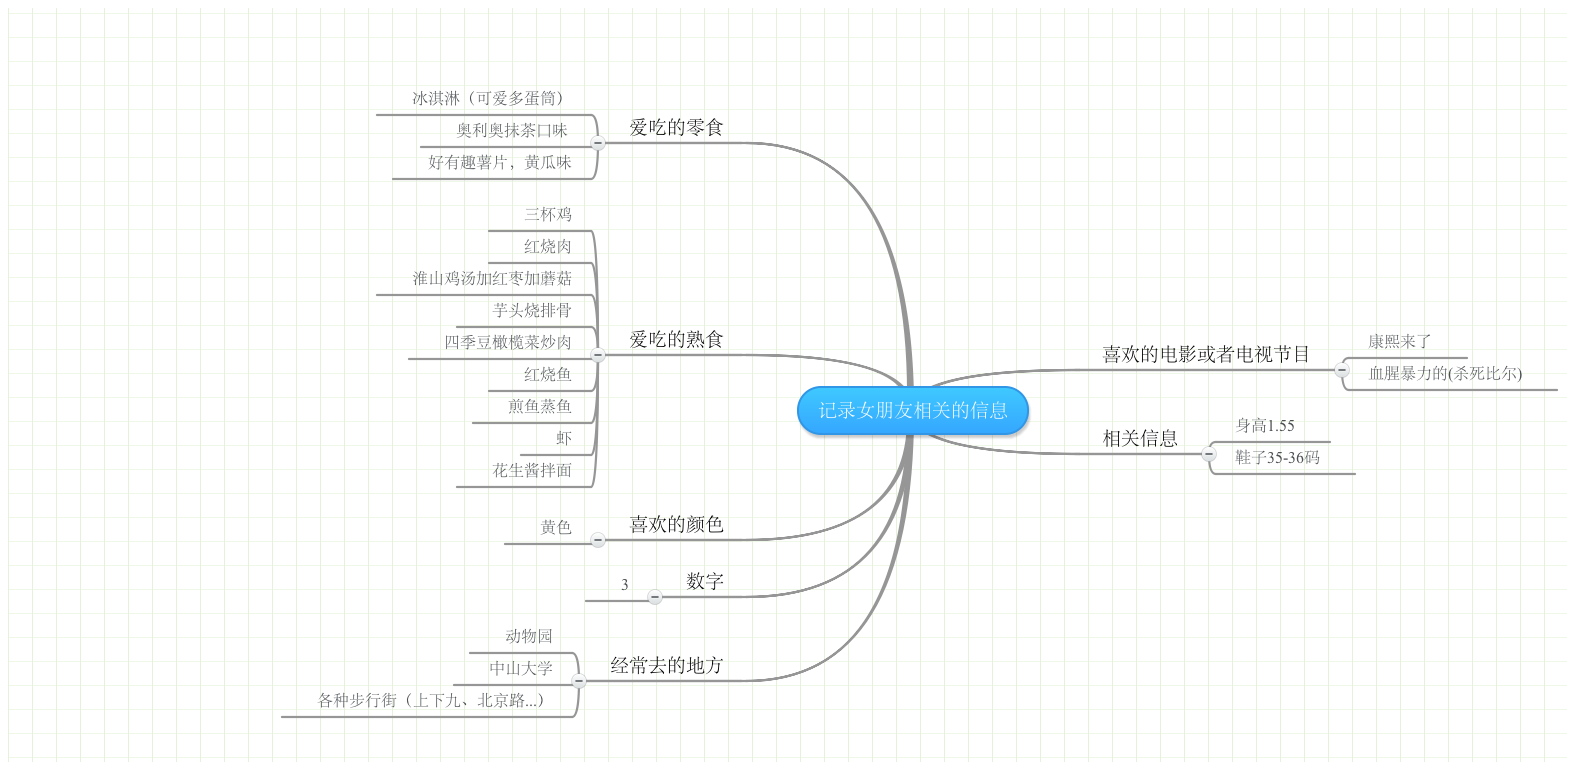 爱吃的零食
冰淇淋（可爱多蛋筒）
奥利奥抹茶口味
好有趣薯片，黄瓜味
爱吃的熟食
三杯鸡
红烧肉
淮山鸡汤加红枣加蘑菇
芋头烧排骨
四季豆橄榄菜炒肉
红烧鱼
煎鱼蒸鱼
虾
花生酱拌面
喜欢的颜色
黄色
数字
3
经常去的地方
动物园
中山大学
各种步行街（上下九、北京路...）
记录女朋友相关的信息
喜欢的电影或者电视节目
康熙来了
血腥暴力的(杀死比尔)
相关信息
身高1.55
鞋子35-36码